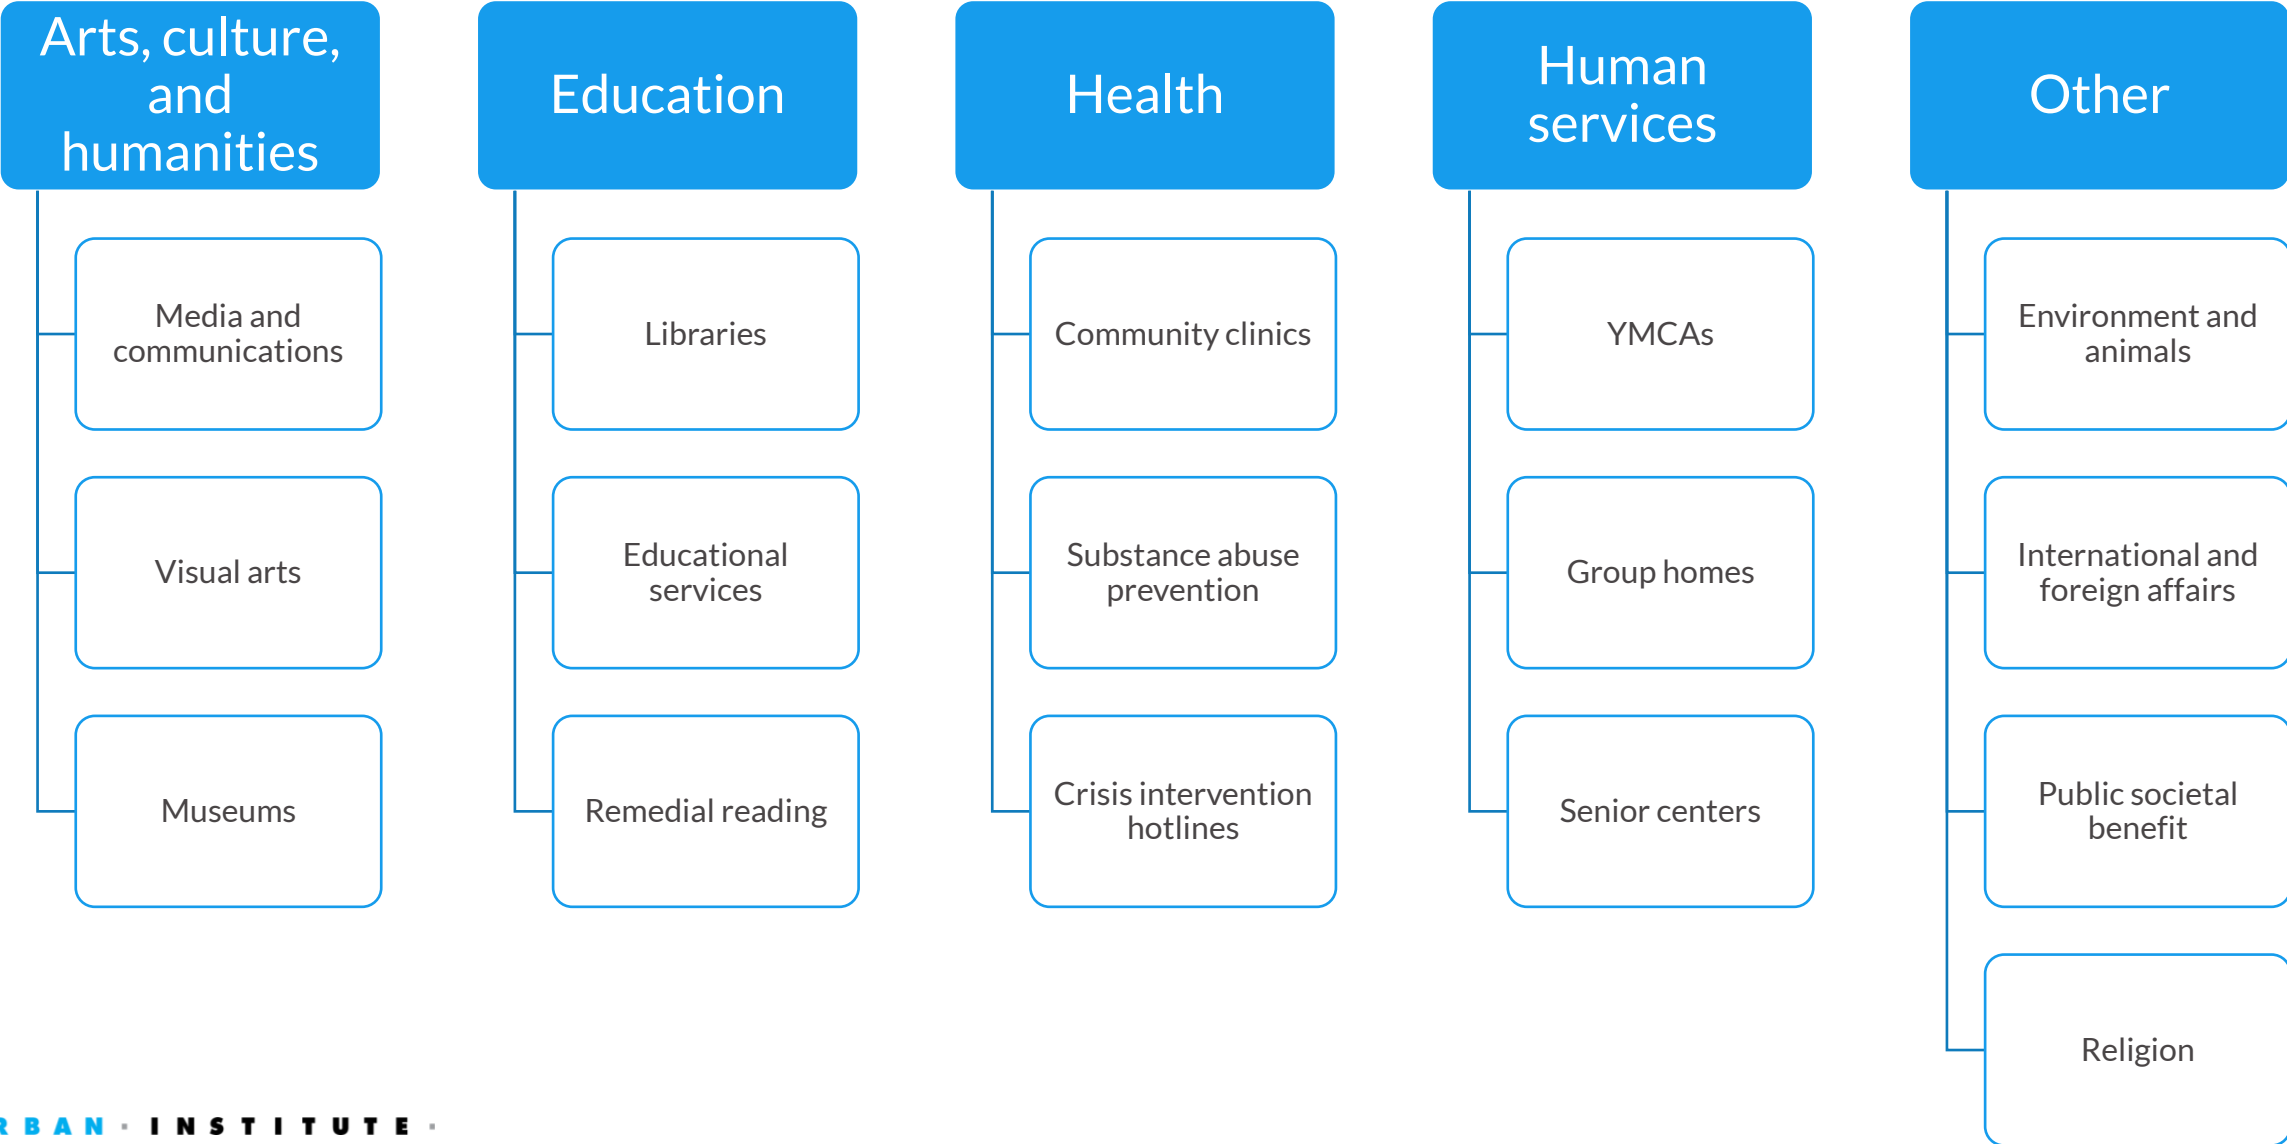 Arts, culture,
and
humanities
Media and
communications
Visual arts
Museums
Education
Libraries
Educational
services
Remedial reading
Health
Community clinics
Substance abuse
prevention
Crisis intervention
hotlines
Human
services
YMCAs
Group homes
Senior centers
Other
Environment and
animals
International and
foreign affairs
Public societal
benefit
Religion
RBAN · INSTITUTE ·